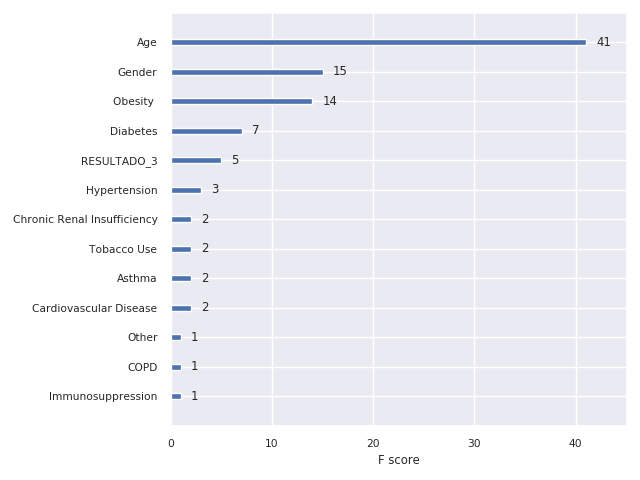 Age 41
Gender 15
Obesity 14
Diabetes 7
RESULTADO_3 5
Hypertension 3
Chronic Renal Insufficiency 2
Tobacco Use 2
Asthma 2
Cardiovascular Disease 2
Other 1
COPD 1
Immunosuppression 1
0 10 20 30 40
F score